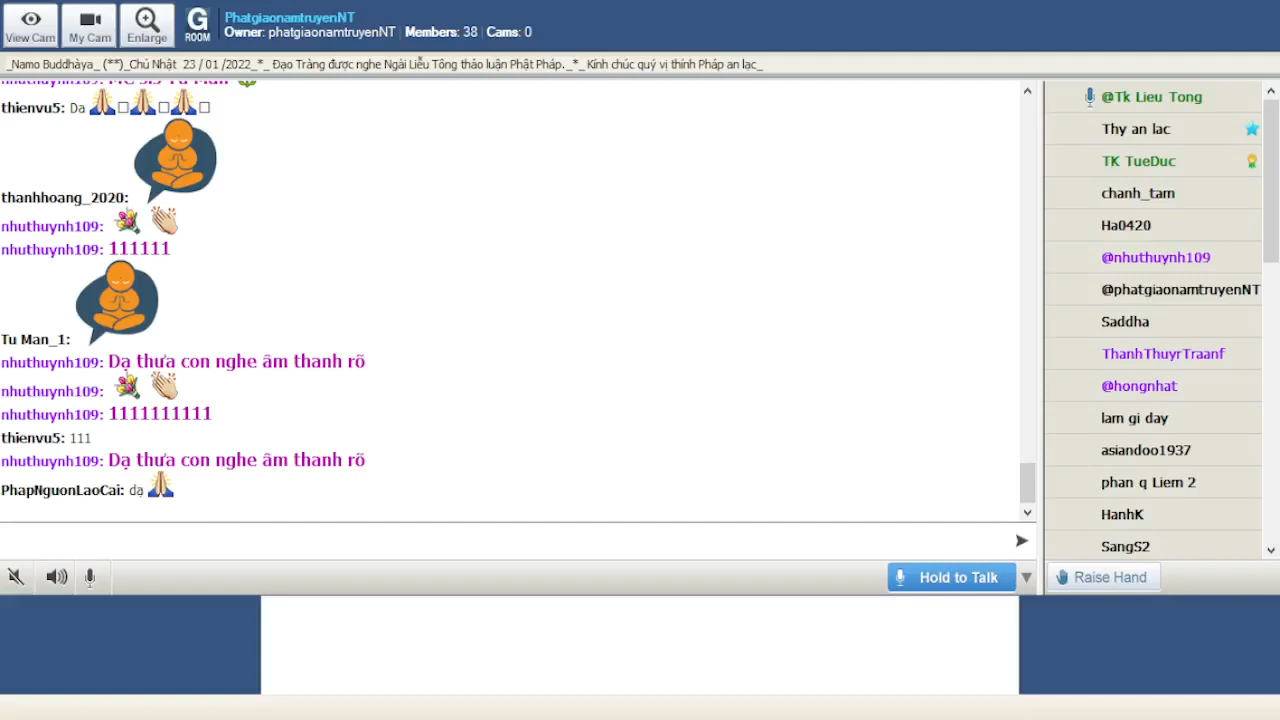 View Cam
My Cam
Enlarge
G
ROOM
PhatgiaonamtruyenNT
Owner: phatgiaonamtruyenNT | Members: 38 | Cams: 0
_Namo Buddhàya_ (**)_Chủ Nhật 23 / 01 /2022_*_ Đạo Tràng được nghe Ngài Liễu Tông thảo luận Phật Pháp._*_ Kính chúc quý vị thính Pháp an lạc_
thienvu5: Da
thanhhoang_2020:
nhuthuynh109:
nhuthuynh109: 111111
Tu Man_1:
nhuthuynh109: Dạ thưa con nghe âm thanh rõ
nhuthuynh109:
nhuthuynh109: 1111111111
thienvu5: 111
nhuthuynh109: Dạ thưa con nghe âm thanh rõ
PhapNguonLaoCai: dạ
Hold to Talk
@Tk Lieu Tong
Thy an lac
TK TueDuc
chanh_tam
Ha0420
@nhuthuynh109
@phatgiaonamtruyenNT
Saddha
ThanhThuyrTraanf
@hongnhat
lam gi day
asiandoo1937
phan q Liem 2
HanhK
SangS2
Raise Hand